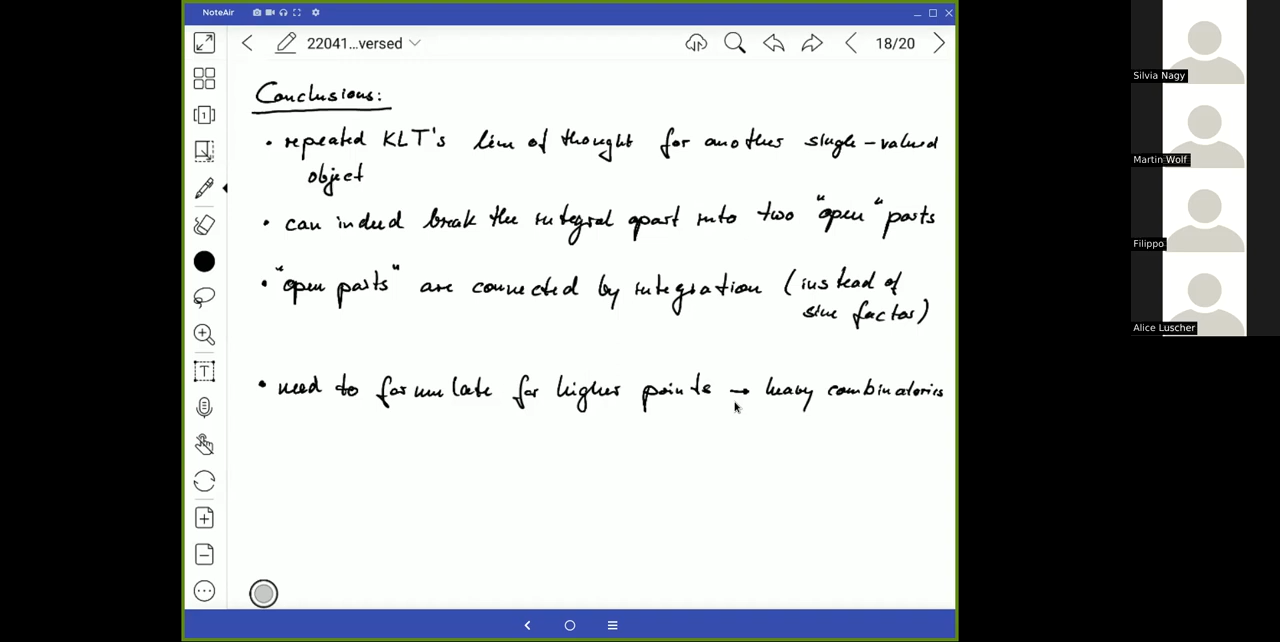 NoteAir
22041...versed
18/20
Conclusions:
• repeated KLT's line of thought for another single-valued
object
• can indeed break the integral apart into two "open" parts
• "open parts" are connected by integration (instead of
sine factor)
• need to formulate for higher points → heavy combinatorics
Silvia Nagy
Martin Wolf
Filippo
Alice Luscher